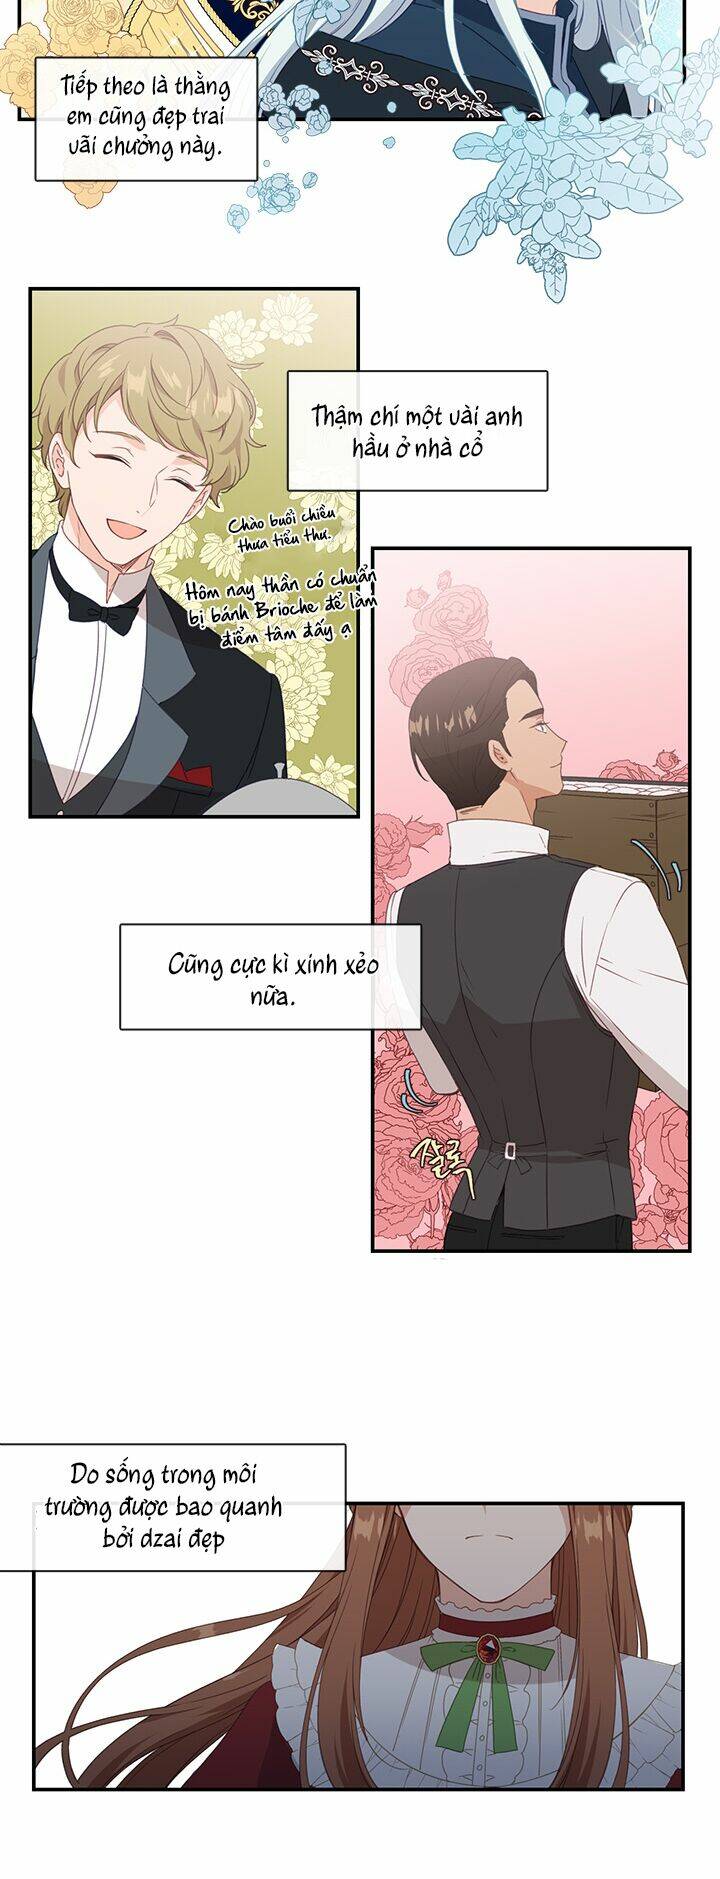 Tiếp theo là thằng
em cũng đẹp trai
vãi chưởng này.
Thậm chí một vài anh
hầu ở nhà cổ
Chào buổi chiều
thưa tiểu thư.
Hôm nay thần có chuẩn
bị bánh Brioche để làm
điểm tâm đấy ạ
Cũng cực kì xinh xẻo
nữa.
살룩
Do sống trong môi
trường được bao quanh
bởi dzai đẹp